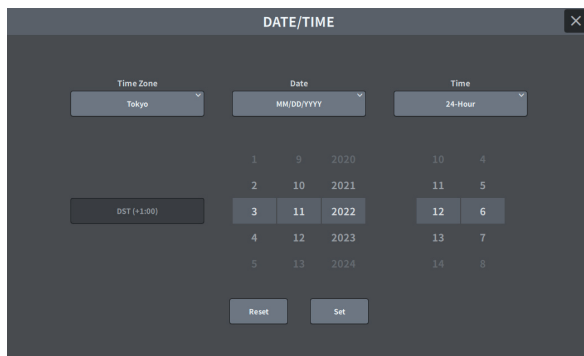 DATE/TIME
Time Zone Date Time
Tokyo MM/DD/YYYY 24-Hour
1 9 2020 10 4
2 10 2021 11 5
DST (+1:00) 3 11 2022 12 6
4 12 2023 13 7
5 13 2024 14 8
Reset Set